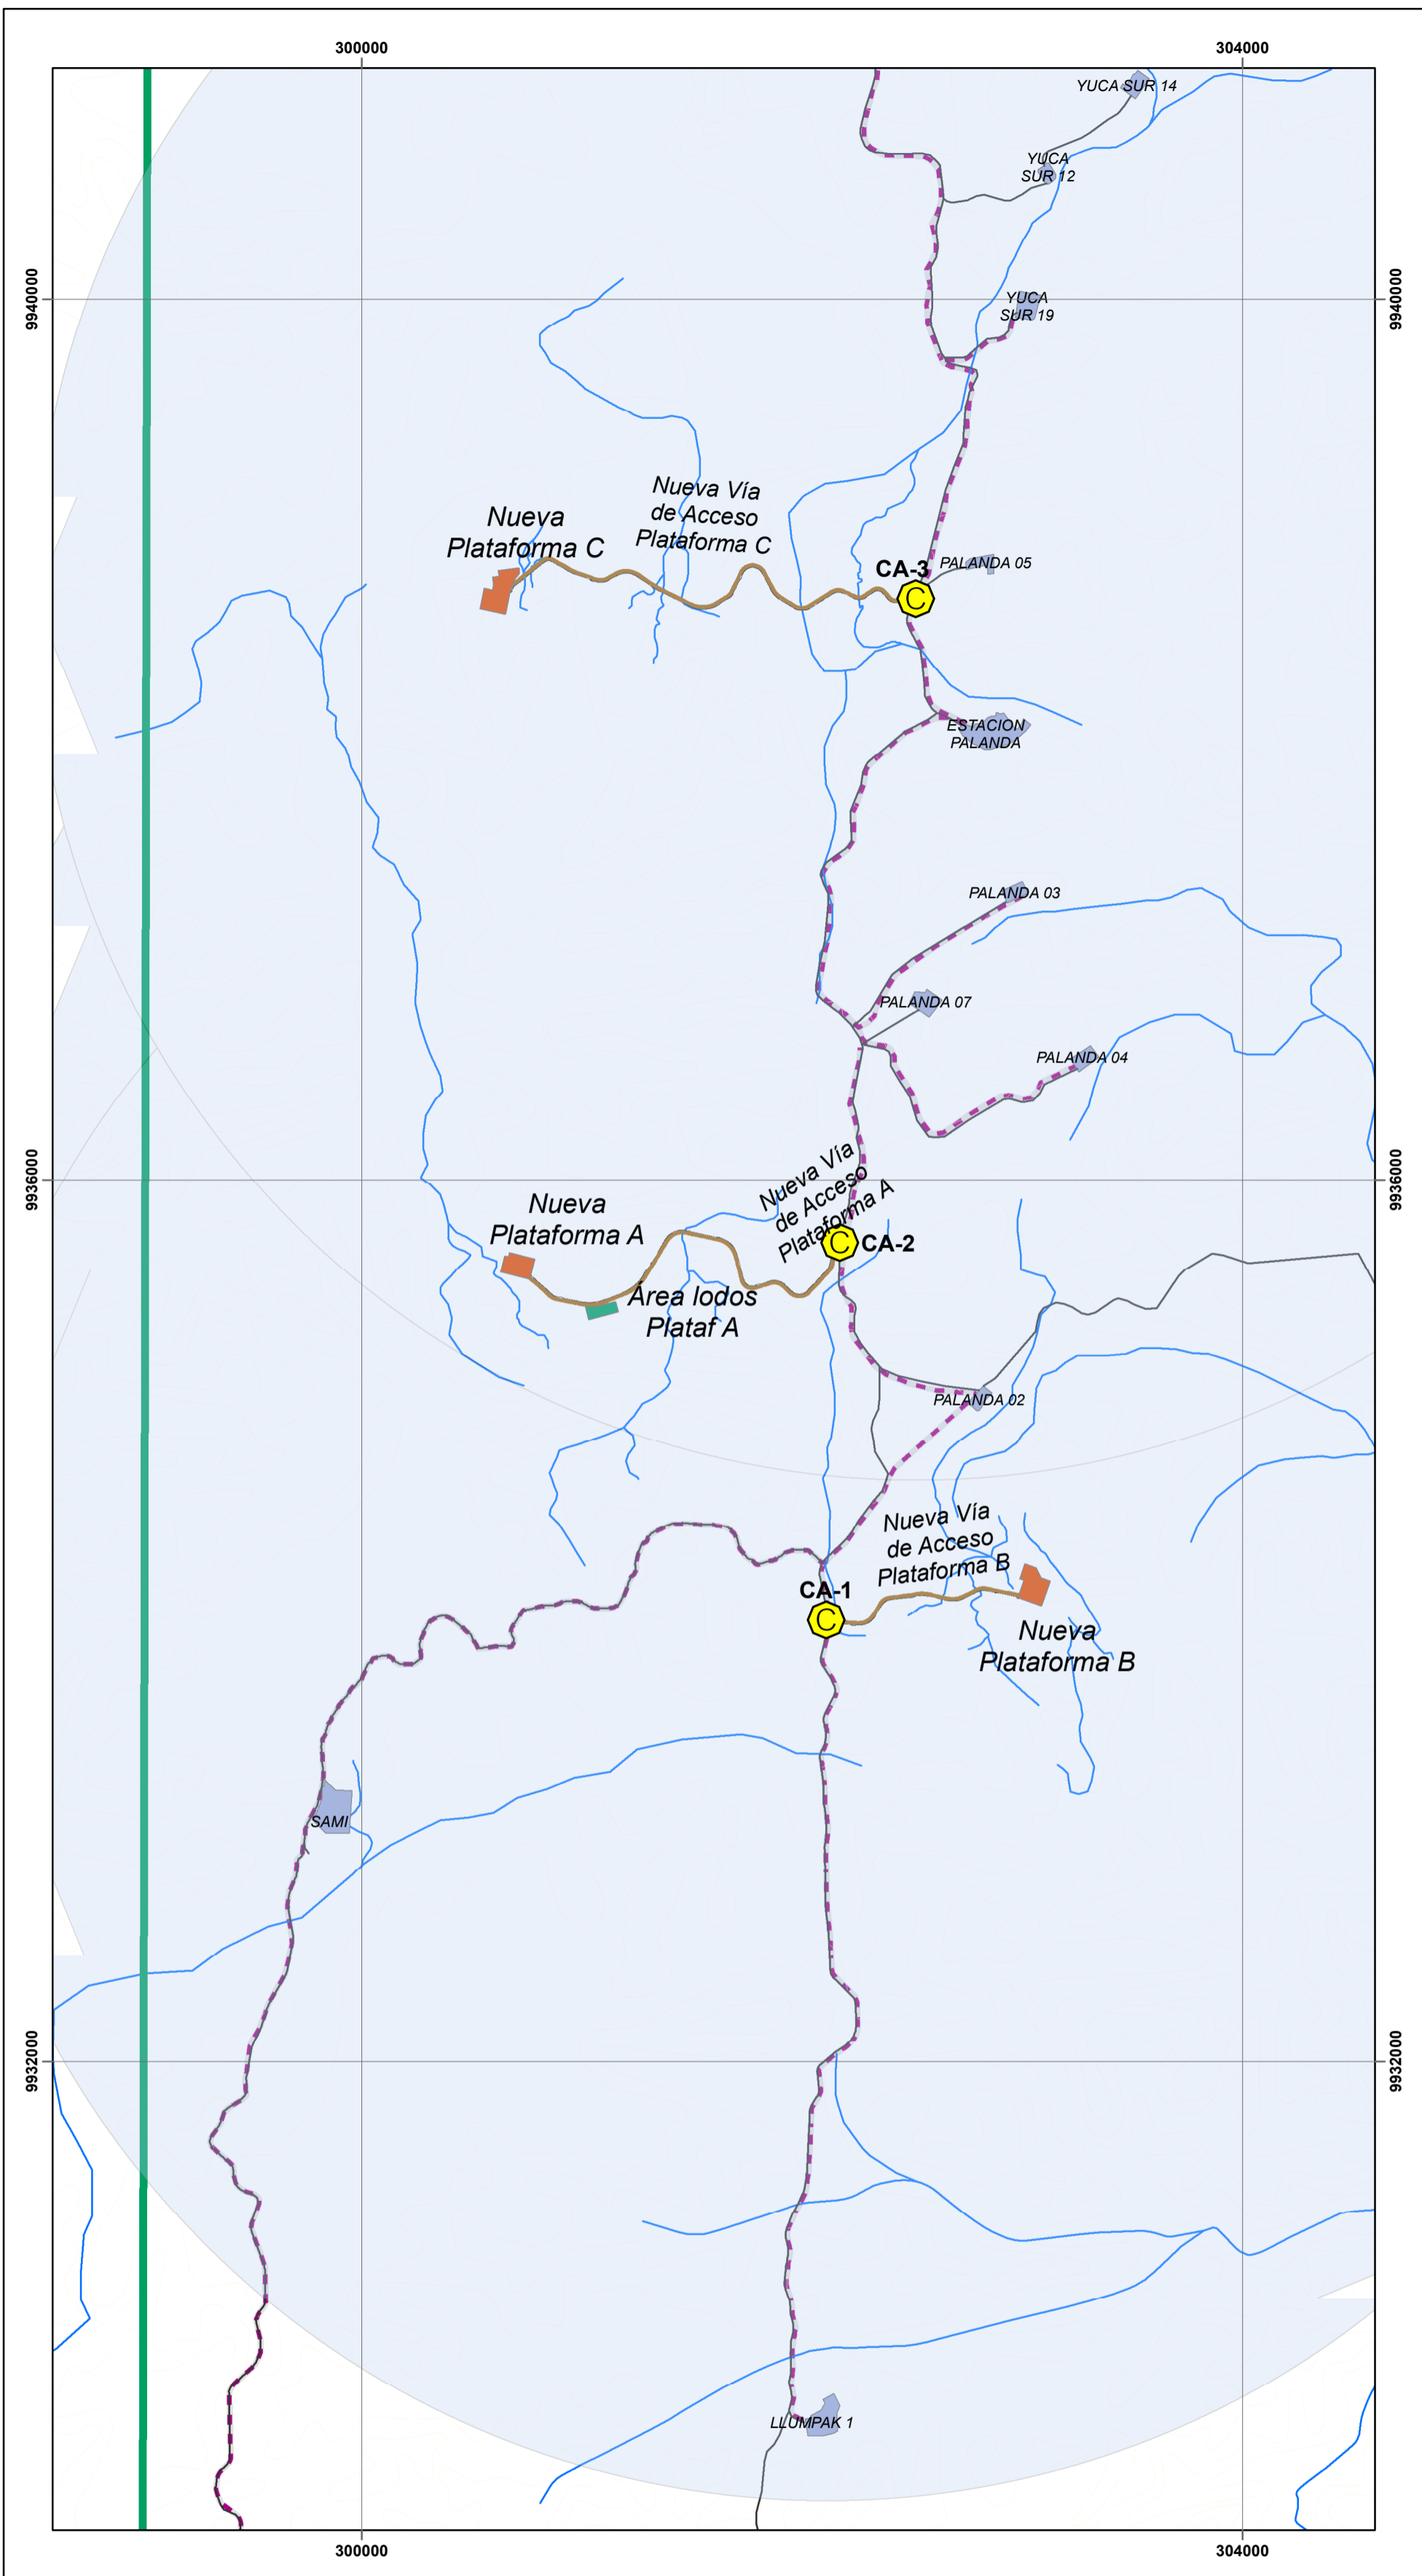 300000
304000
YUCA SUR 14
YUCA
SUR 12
9940000
9940000
YUCA
SUR 19
Nueva
Plataforma C
Nueva Vía
de Acceso
Plataforma C
CA-3
C
PALANDA 05
ESTACION
PALANDA
PALANDA 03
PALANDA 07
PALANDA 04
9936000
9936000
Nueva
Plataforma A
Nueva Vía
de Acceso
Plataforma A
C
CA-2
Área lodos
Plataf A
PALANDA 02
Nueva Vía
de Acceso
Plataforma B
CA-1
C
Nueva
Plataforma B
SAMI
9932000
9932000
LLUMPAK 1
300000
304000